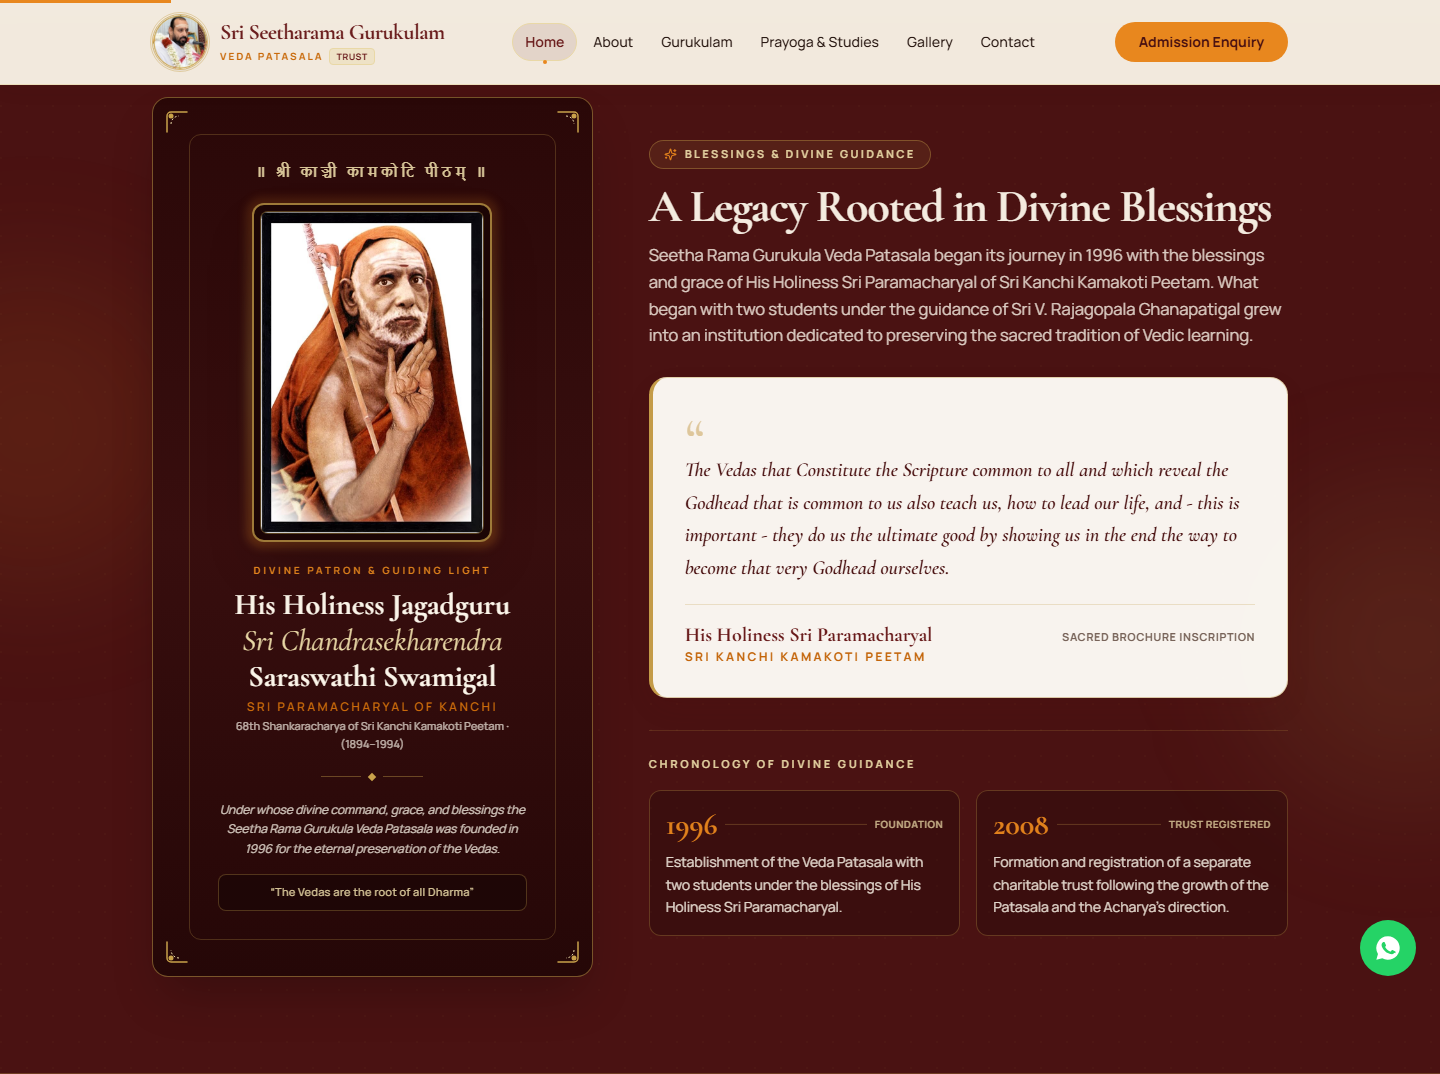 Sri Seetharama Gurukulam
VEDA PATASALA TRUST
Home About Gurukulam Prayoga & Studies Gallery Contact
Admission Enquiry
॥ श्री काञ्ची कामकोटि पीठम् ॥
DIVINE PATRON & GUIDING LIGHT
His Holiness Jagadguru
Sri Chandrasekharendra
Saraswathi Swamigal
SRI PARAMACHARYAL OF KANCHI
68th Shankaracharya of Sri Kanchi Kamakoti Peetam ·
(1894–1994)
Under whose divine command, grace, and blessings the
Seetha Rama Gurukula Veda Patasala was founded in
1996 for the eternal preservation of the Vedas.
"The Vedas are the root of all Dharma"
BLESSINGS & DIVINE GUIDANCE
A Legacy Rooted in Divine Blessings
Seetha Rama Gurukula Veda Patasala began its journey in 1996 with the blessings
and grace of His Holiness Sri Paramacharyal of Sri Kanchi Kamakoti Peetam. What
began with two students under the guidance of Sri V. Rajagopala Ghanapatigal grew
into an institution dedicated to preserving the sacred tradition of Vedic learning.
“
The Vedas that Constitute the Scripture common to all and which reveal the
Godhead that is common to us also teach us, how to lead our life, and - this is
important - they do us the ultimate good by showing us in the end the way to
become that very Godhead ourselves.
His Holiness Sri Paramacharyal
SRI KANCHI KAMAKOTI PEETAM
SACRED BROCHURE INSCRIPTION
CHRONOLOGY OF DIVINE GUIDANCE
1996 FOUNDATION
Establishment of the Veda Patasala with
two students under the blessings of His
Holiness Sri Paramacharyal.
2008 TRUST REGISTERED
Formation and registration of a separate
charitable trust following the growth of the
Patasala and the Acharya's direction.